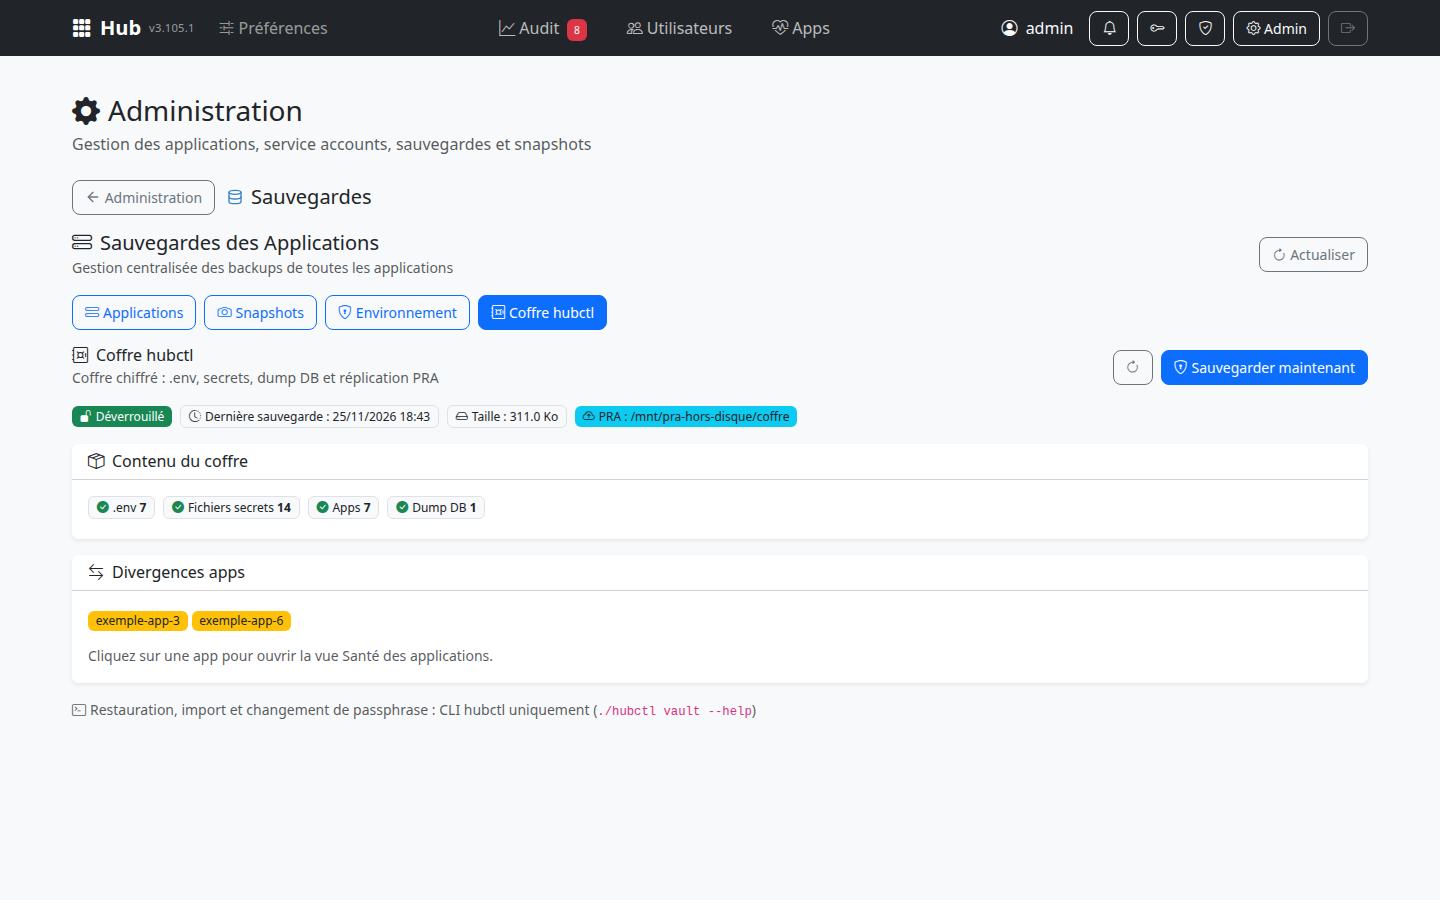 Hub v3.105.1 Préférences Audit 8 Utilisateurs Apps admin Admin
Administration
Gestion des applications, service accounts, sauvegardes et snapshots
Administration Sauvegardes
Sauvegardes des Applications
Gestion centralisée des backups de toutes les applications
Actualiser
Applications Snapshots Environnement Coffre hubctl
Coffre hubctl
Coffre chiffré : .env, secrets, dump DB et réplication PRA
Sauvegarder maintenant
Déverrouillé Dernière sauvegarde : 25/11/2026 18:43 Taille : 311.0 Ko PRA : /mnt/pra-hors-disque/coffre
Contenu du coffre
.env 7 Fichiers secrets 14 Apps 7 Dump DB 1
Divergences apps
exemple-app-3 exemple-app-6
Cliquez sur une app pour ouvrir la vue Santé des applications.
Restauration, import et changement de passphrase : CLI hubctl uniquement (./hubctl vault --help)